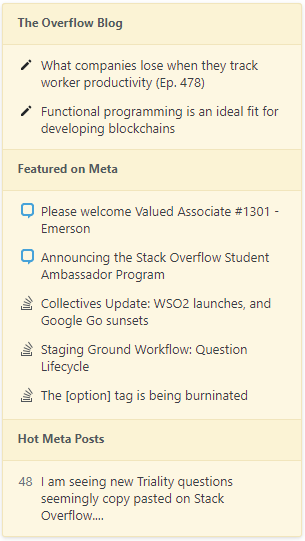 The Overflow Blog
What companies lose when they track
worker productivity (Ep. 478)
Functional programming is an ideal fit for
developing blockchains
Featured on Meta
Please welcome Valued Associate #1301 -
Emerson
Announcing the Stack Overflow Student
Ambassador Program
Collectives Update: WSO2 launches, and
Google Go sunsets
Staging Ground Workflow: Question
Lifecycle
The [option] tag is being burninated
Hot Meta Posts
48 I am seeing new Triality questions
seemingly copy pasted on Stack
Overflow....